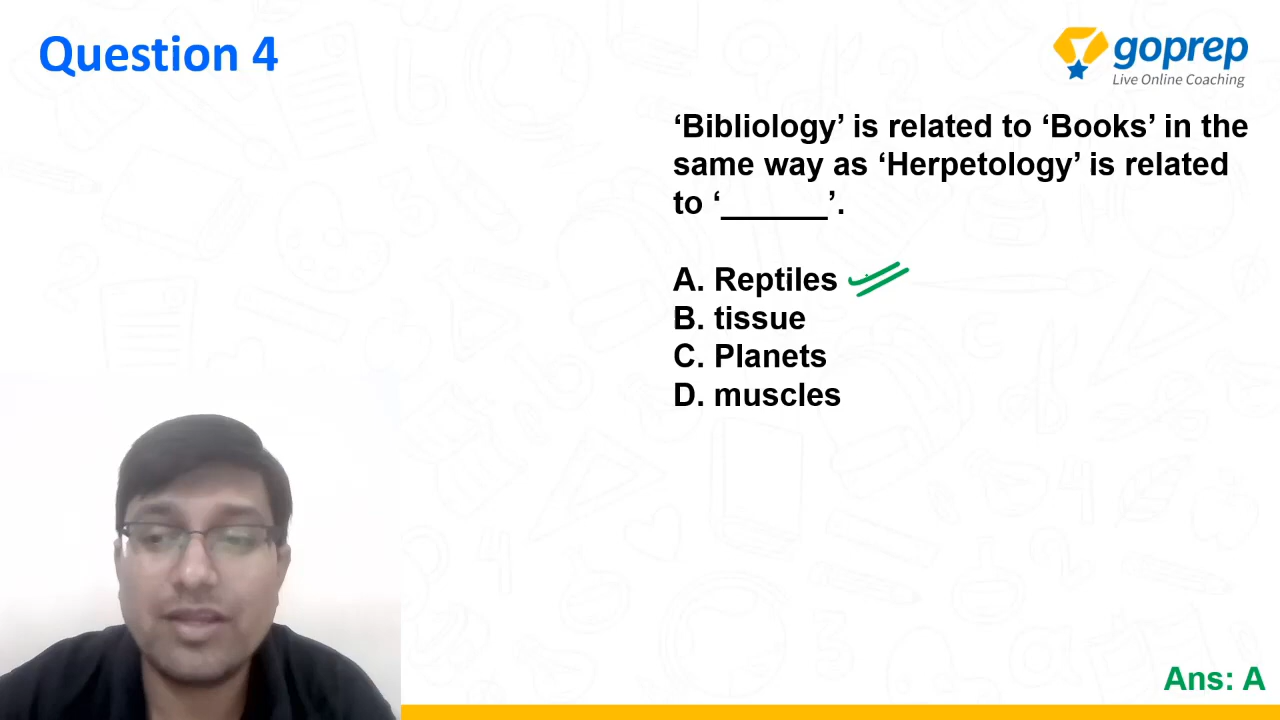 Question 4
goprep
Live Online Coaching
‘Bibliology’ is related to ‘Books’ in the
same way as ‘Herpetology’ is related
to ‘______’.
A. Reptiles
B. tissue
C. Planets
D. muscles
Ans: A